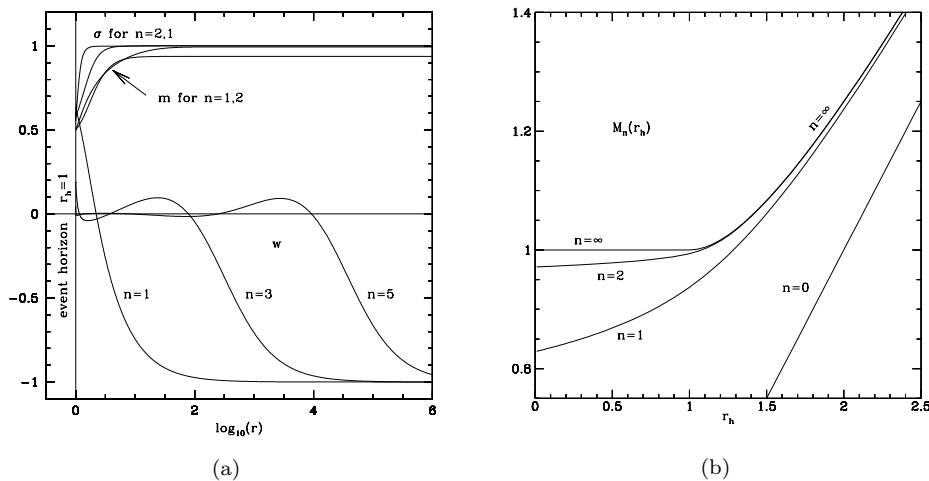 1
0.5
0
−0.5
−1
0
2
4
6
log₁₀(r)
event horizon r_h=1
σ for n=2,1
m for n=1,2
w
n=1
n=3
n=5
(a)
1.4
1.2
1
0.8
0
0.5
1
1.5
2
2.5
r_h
M_n(r_h)
n=∞
n=∞
n=2
n=1
n=0
(b)